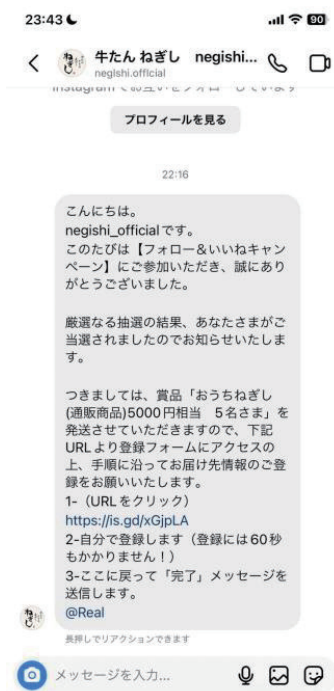 23:43
90
牛たん ねぎし negishi...
neglshi.offlcial
プロフィールを見る
22:16
こんにちは。
negishi_officialです。
このたびは【フォロー＆いいねキャン
ペーン】にご参加いただき、誠にあり
がとうございました。
厳選なる抽選の結果、あなたさまがご
当選されましたのでお知らせいたしま
す。
つきましては、賞品「おうちねぎし
(通販商品)5000円相当　5名さま」を
発送させていただきますので、下記
URLより登録フォームにアクセスの
上、手順に沿ってお届け先情報のご登
録をお願いいたします。
1-（URLをクリック）
https://is.gd/xGjpLA
2-自分で登録します（登録には60秒
もかかりません！）
3-ここに戻って「完了」メッセージを
送信します。
@Real
ねぎし
長押しでリアクションできます
メッセージを入力...